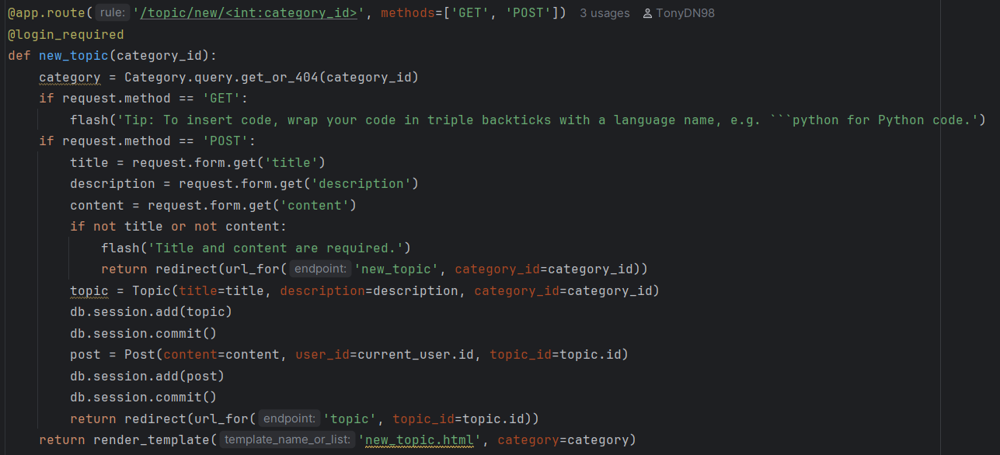 @app.route( rule: '/topic/new/<int:category_id>', methods=['GET', 'POST']) 3 usages TonyDN98
@login_required
def new_topic(category_id):
    category = Category.query.get_or_404(category_id)
    if request.method == 'GET':
        flash('Tip: To insert code, wrap your code in triple backticks with a language name, e.g. ```python for Python code.')
    if request.method == 'POST':
        title = request.form.get('title')
        description = request.form.get('description')
        content = request.form.get('content')
        if not title or not content:
            flash('Title and content are required.')
            return redirect(url_for( endpoint: 'new_topic', category_id=category_id))
        topic = Topic(title=title, description=description, category_id=category_id)
        db.session.add(topic)
        db.session.commit()
        post = Post(content=content, user_id=current_user.id, topic_id=topic.id)
        db.session.add(post)
        db.session.commit()
        return redirect(url_for( endpoint: 'topic', topic_id=topic.id))
    return render_template( template_name_or_list: 'new_topic.html', category=category)